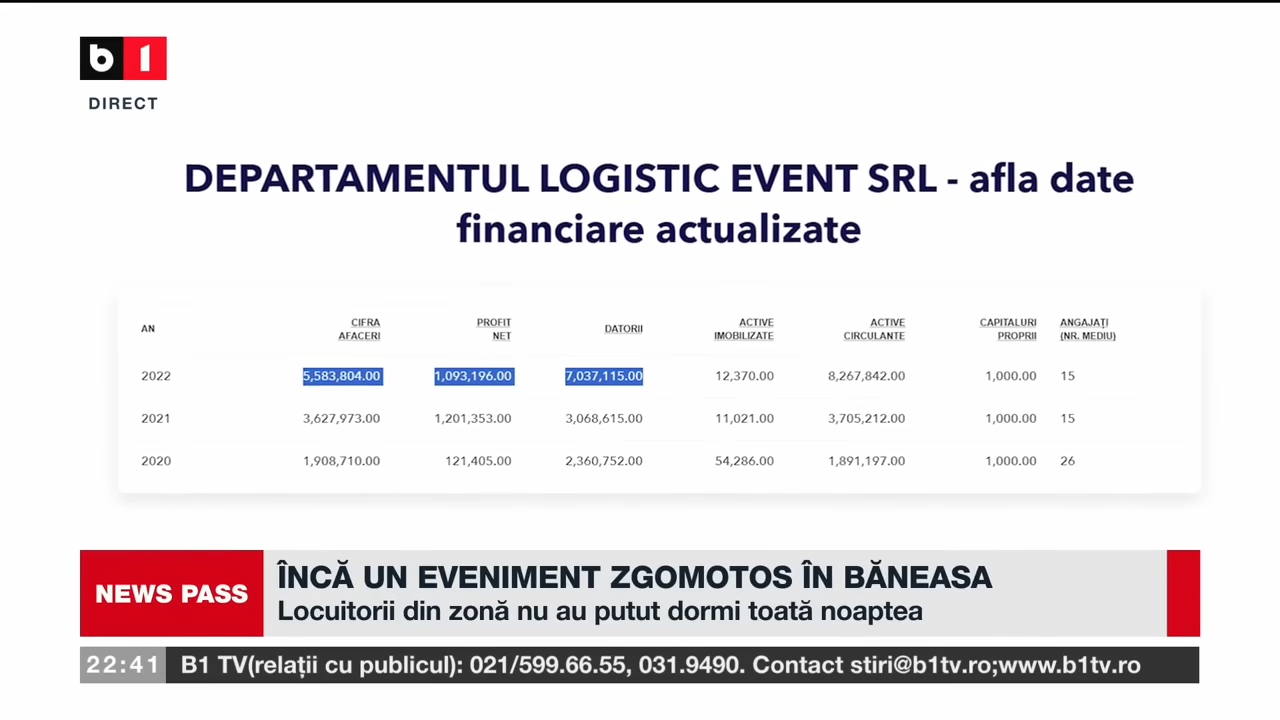 b1
DIRECT
DEPARTAMENTUL LOGISTIC EVENT SRL - afla date
financiare actualizate
AN CIFRA AFACERI PROFIT NET DATORII ACTIVE IMOBILIZATE ACTIVE CIRCULANTE CAPITALURI PROPRII ANGAJAȚI (NR. MEDIU)
2022 5,583,804.00 1,093,196.00 7,037,115.00 12,370.00 8,267,842.00 1,000.00 15
2021 3,627,973.00 1,201,353.00 3,068,615.00 11,021.00 3,705,212.00 1,000.00 15
2020 1,908,710.00 121,405.00 2,360,752.00 54,286.00 1,891,197.00 1,000.00 26
NEWS PASS
ÎNCĂ UN EVENIMENT ZGOMOTOS ÎN BĂNEASA
Locuitorii din zonă nu au putut dormi toată noaptea
22:41 B1 TV(relații cu publicul): 021/599.66.55, 031.9490. Contact stiri@b1tv.ro;www.b1tv.ro